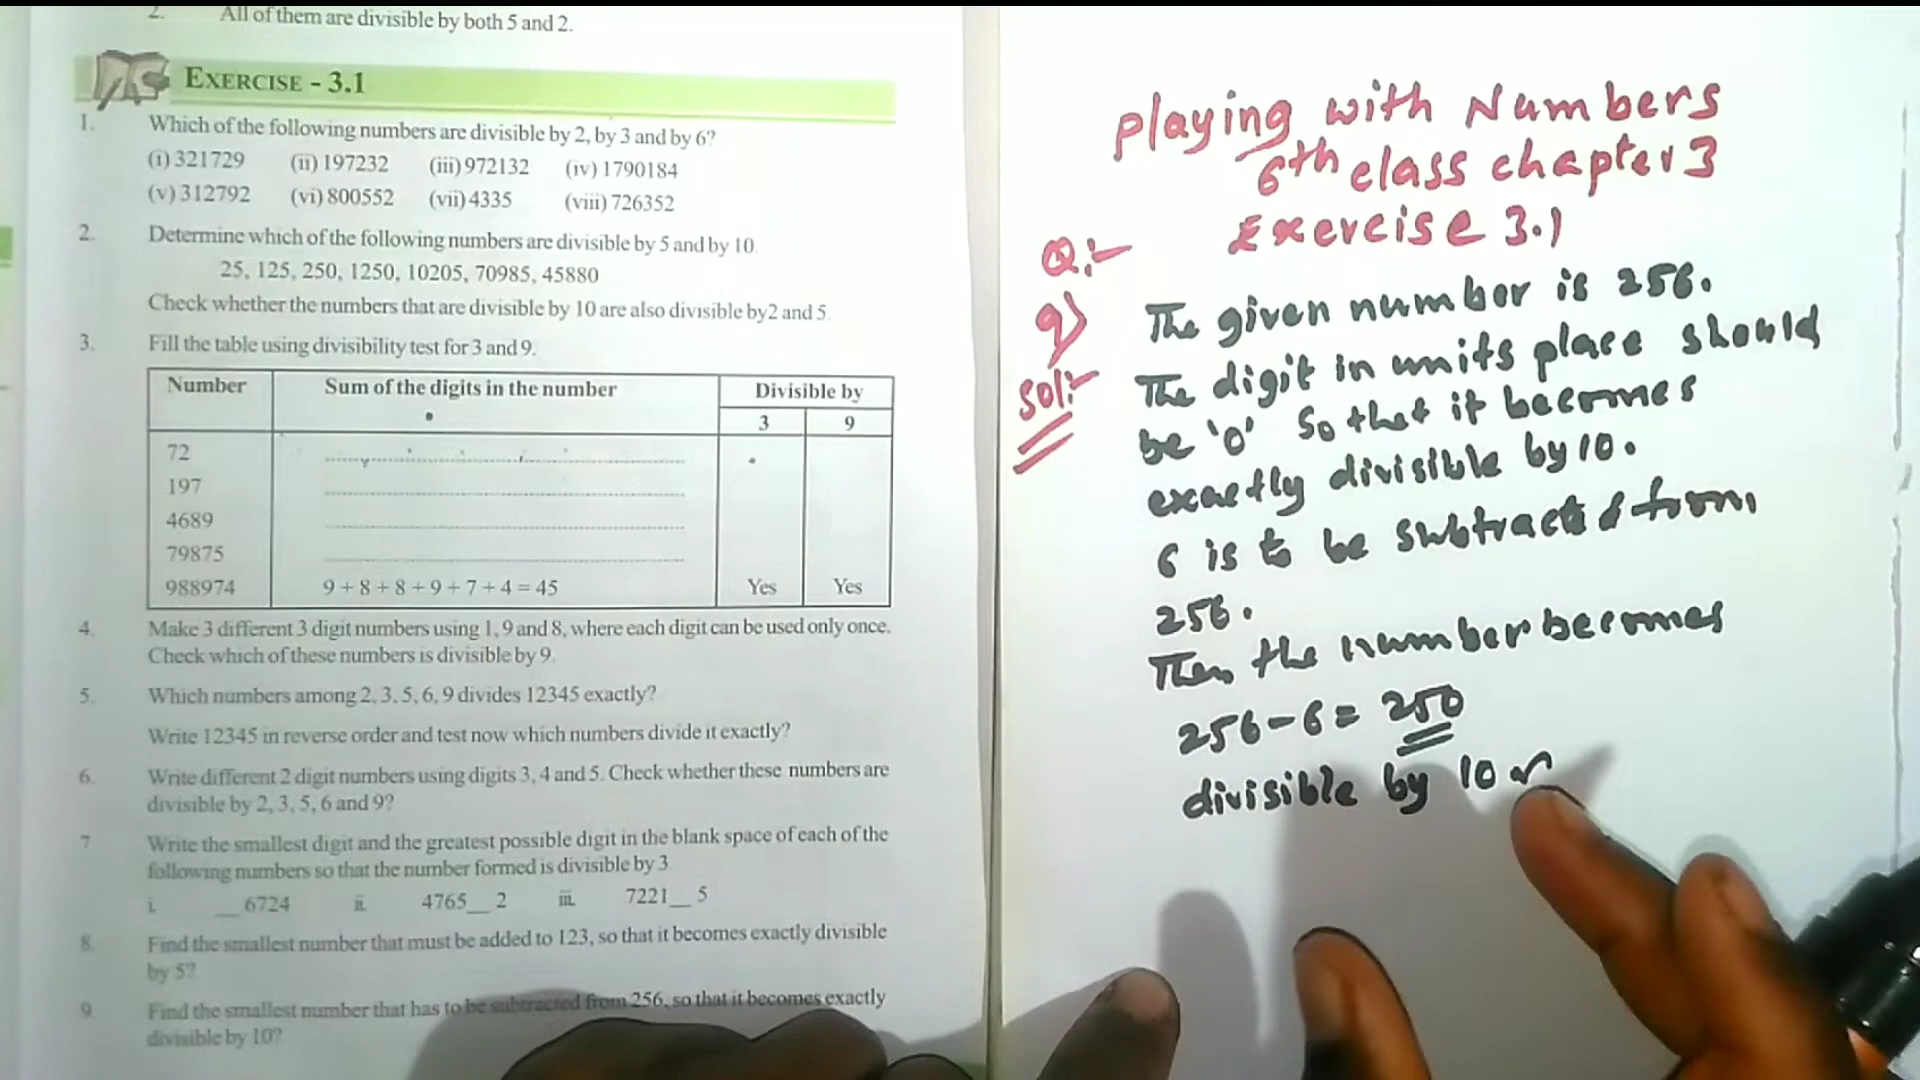 2. All of them are divisible by both 5 and 2.
EXERCISE - 3.1
1. Which of the following numbers are divisible by 2, by 3 and by 6?
(i) 321729 (ii) 197232 (iii) 972132 (iv) 1790184
(v) 312792 (vi) 800552 (vii) 4335 (viii) 726352
2. Determine which of the following numbers are divisible by 5 and by 10.
25, 125, 250, 1250, 10205, 70985, 45880
Check whether the numbers that are divisible by 10 are also divisible by2 and 5.
3. Fill the table using divisibility test for 3 and 9.
Number Sum of the digits in the number Divisible by
3 9
72
197
4689
79875
988974 9 + 8 + 8 + 9 + 7 + 4 = 45 Yes Yes
4. Make 3 different 3 digit numbers using 1, 9 and 8, where each digit can be used only once.
Check which of these numbers is divisible by 9.
5. Which numbers among 2, 3, 5, 6, 9 divides 12345 exactly?
Write 12345 in reverse order and test now which numbers divide it exactly?
6. Write different 2 digit numbers using digits 3, 4 and 5. Check whether these numbers are
divisible by 2, 3, 5, 6 and 9?
7 Write the smallest digit and the greatest possible digit in the blank space of each of the
following numbers so that the number formed is divisible by 3.
i. __ 6724 ii. 4765__ 2 iii. 7221__ 5
8. Find the smallest number that must be added to 123, so that it becomes exactly divisible
by 5?
9. Find the smallest number that has to be subtracted from 256, so that it becomes exactly
divisible by 10?
Playing with Numbers
6th class chapter 3
Exercise 3.1
Q:-
9) The given number is 256.
Sol:- The digit in units place should
be '0' So that it becomes
exactly divisible by 10.
6 is to be subtracted from
256.
Then the number becomes
256-6=250
divisible by 10